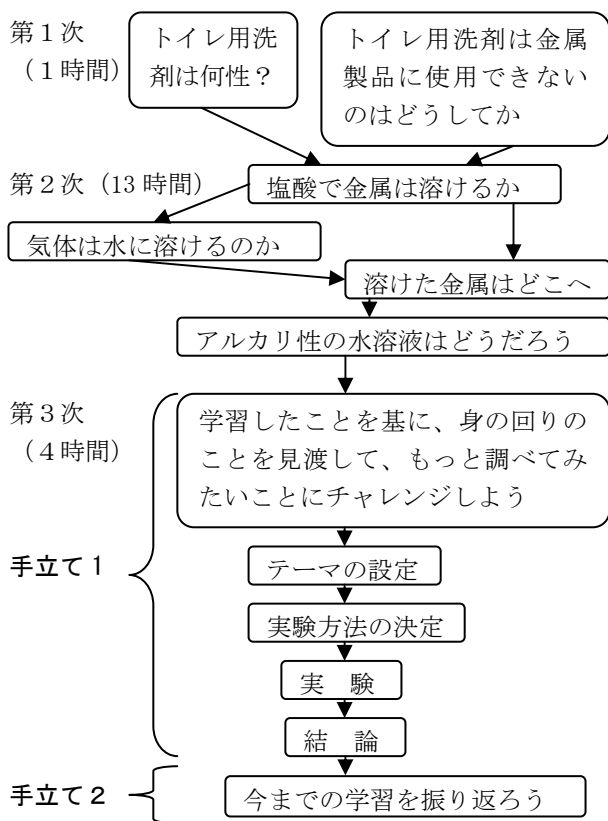 第１次
（１時間）
トイレ用洗
剤は何性？
トイレ用洗剤は金属
製品に使用できない
のはどうしてか
第２次（13 時間）
塩酸で金属は溶けるか
気体は水に溶けるのか
溶けた金属はどこへ
アルカリ性の水溶液はどうだろう
第３次
（４時間）
学習したことを基に、身の回りの
ことを見渡して、もっと調べてみ
たいことにチャレンジしよう
手立て１
テーマの設定
実験方法の決定
実　験
結　論
手立て２
今までの学習を振り返ろう